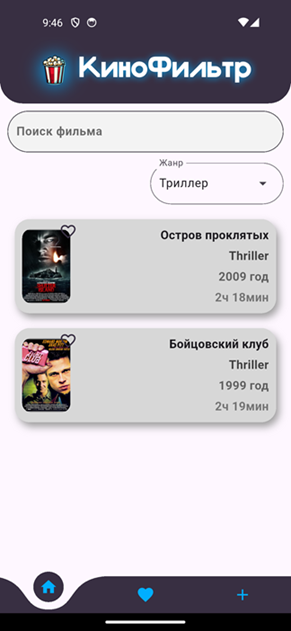 9:46
КиноФильтр
Поиск фильма
Жанр
Триллер
Остров проклятых
Thriller
2009 год
2ч 18мин
Бойцовский клуб
Thriller
1999 год
2ч 19мин